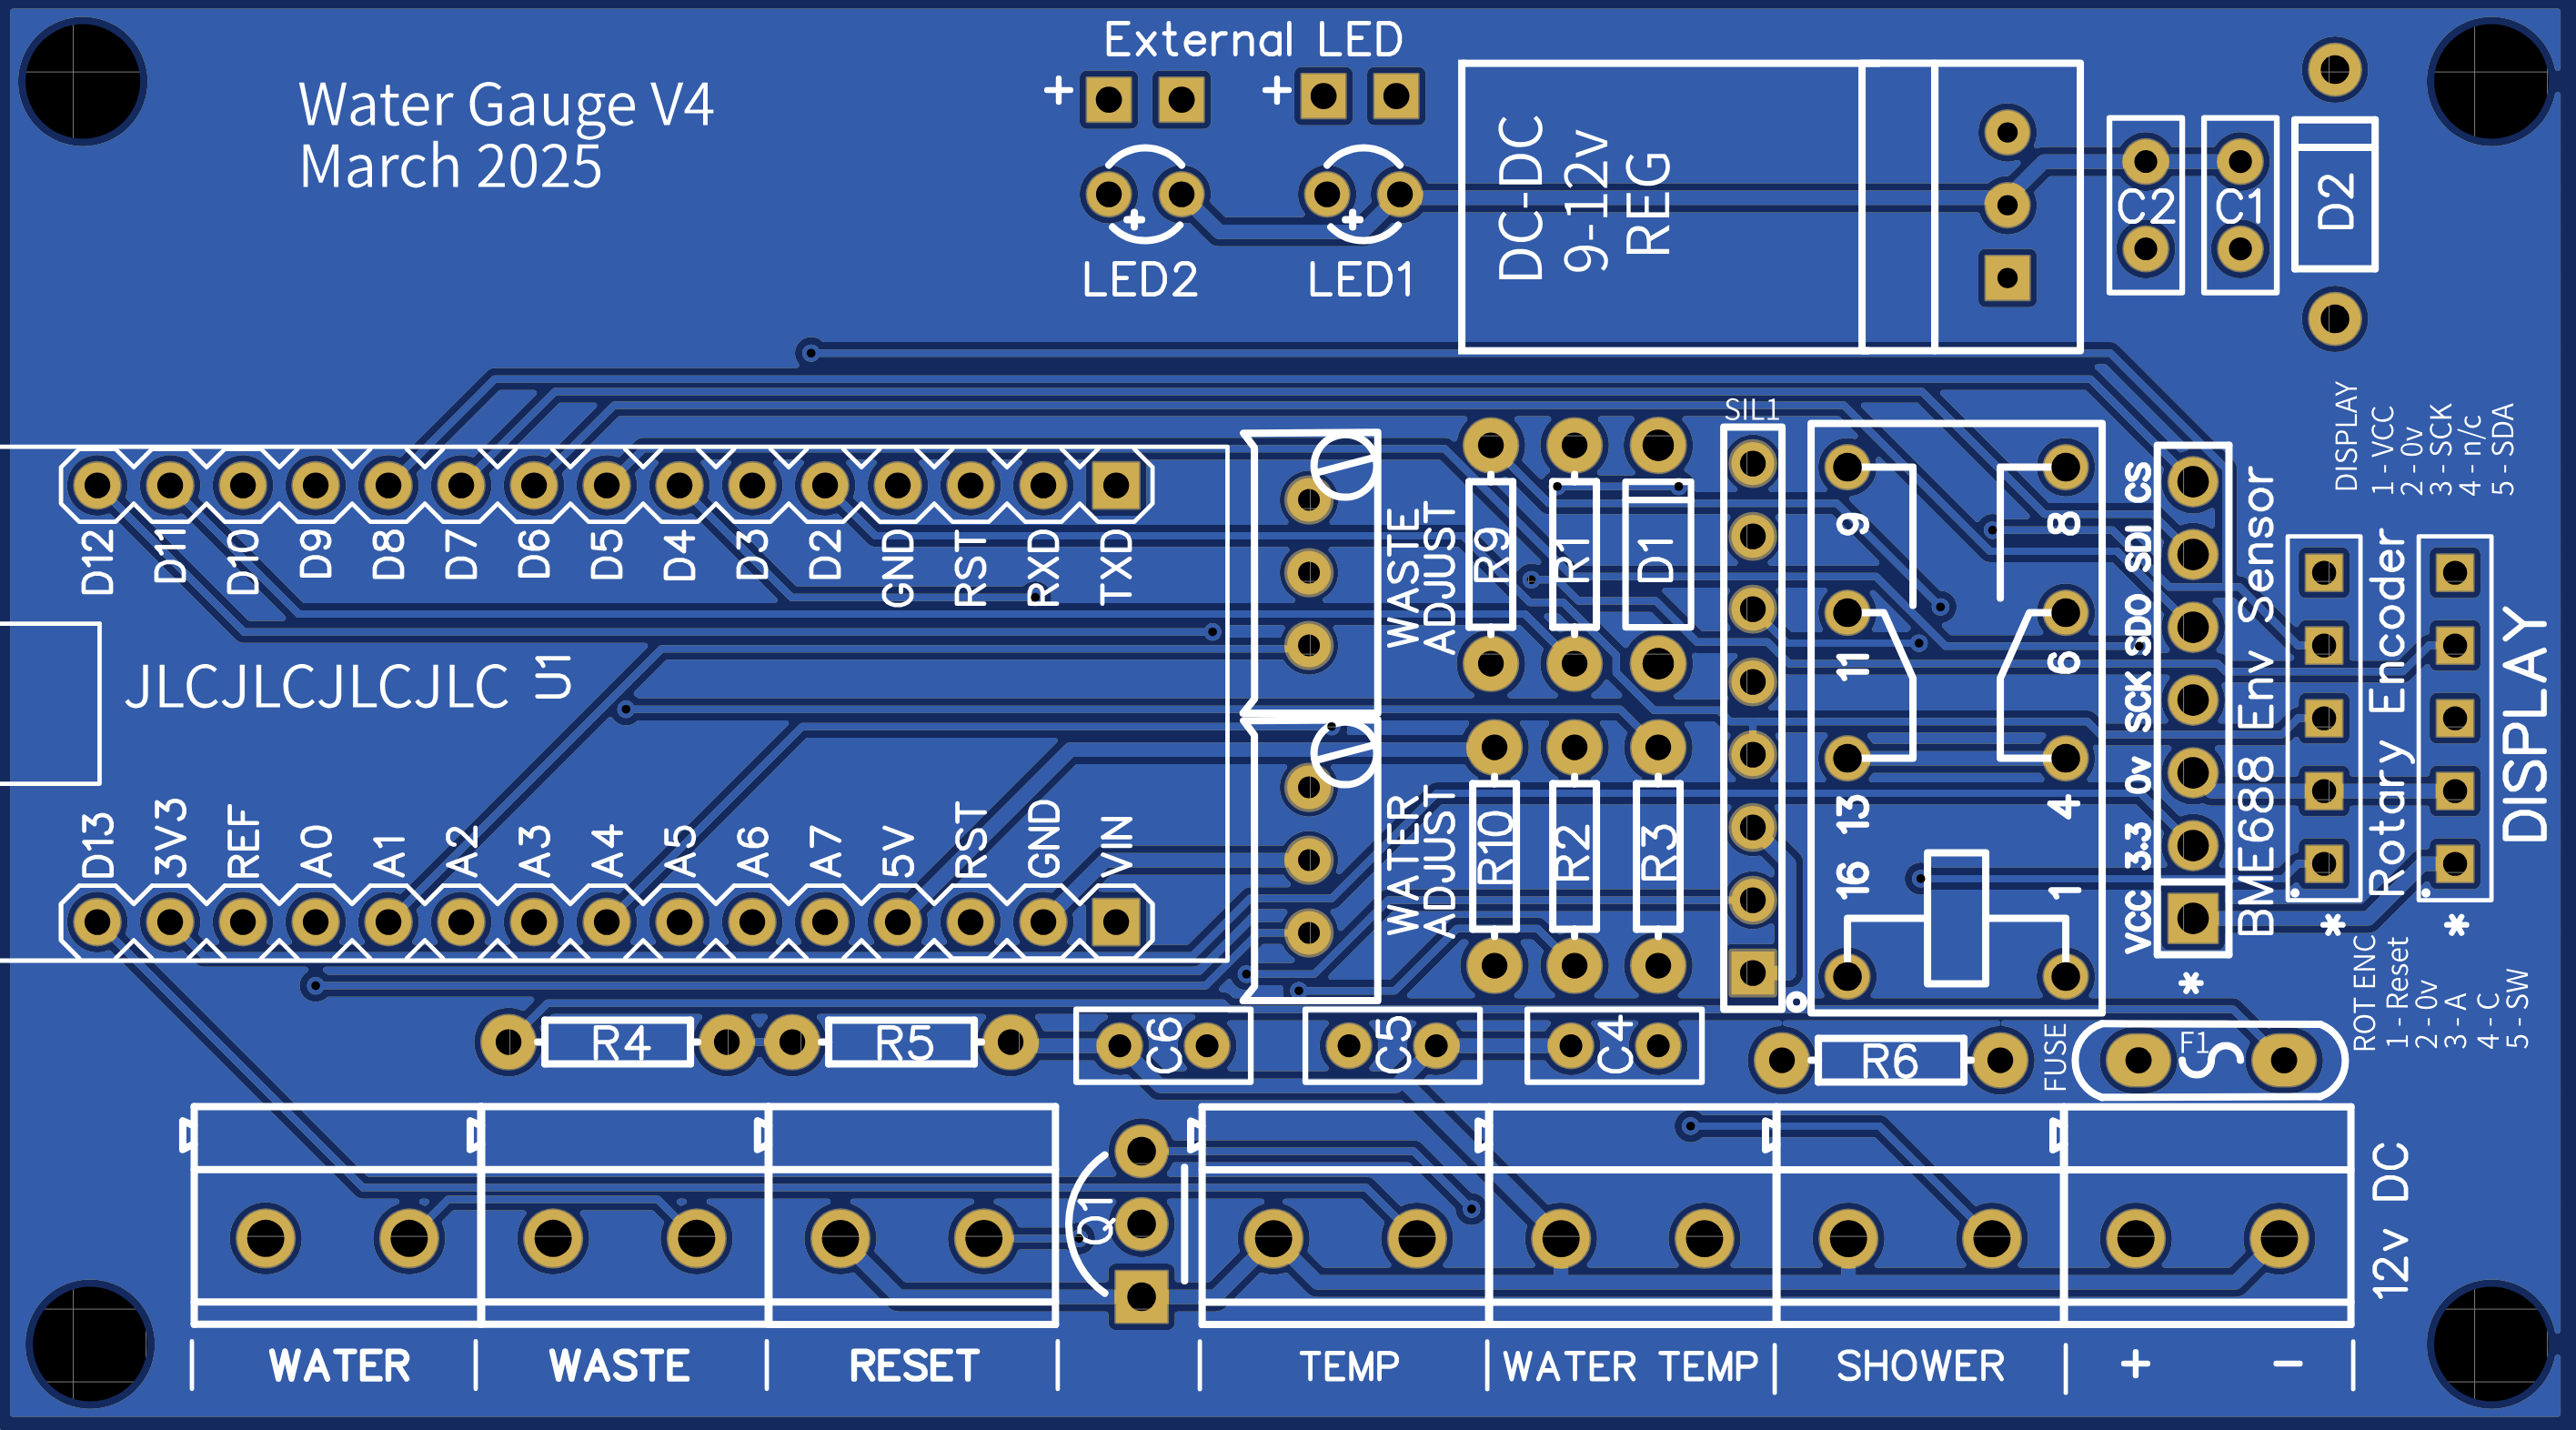 External LED
+
+
Water Gauge V4
March 2025
LED2
LED1
DC-DC
9-12v
REG
C2
C1
D2
DISPLAY
1 - VCC
2 - 0v
3 - SCK
4 - n/c
5 - SDA
SIL1
D12
D11
D10
D9
D8
D7
D6
D5
D4
D3
D2
GND
RST
RXD
TXD
WASTE
ADJUST
R9
R1
D1
9
8
11
6
13
4
16
1
CS
SDI
SDO
SCK
0v
3.3
VCC
*
BME688 Env Sensor
Rotary Encoder
*
DISPLAY
*
JLCJLCJLCJLC
U1
D13
3V3
REF
A0
A1
A2
A3
A4
A5
A6
A7
5V
RST
GND
VIN
WATER
ADJUST
R10
R2
R3
ROT ENC
1 - Reset
2 - 0v
3 - A
4 - C
5 - SW
R4
R5
C6
C5
C4
R6
FUSE
F1
Q1
12v DC
WATER
WASTE
RESET
TEMP
WATER TEMP
SHOWER
+
-